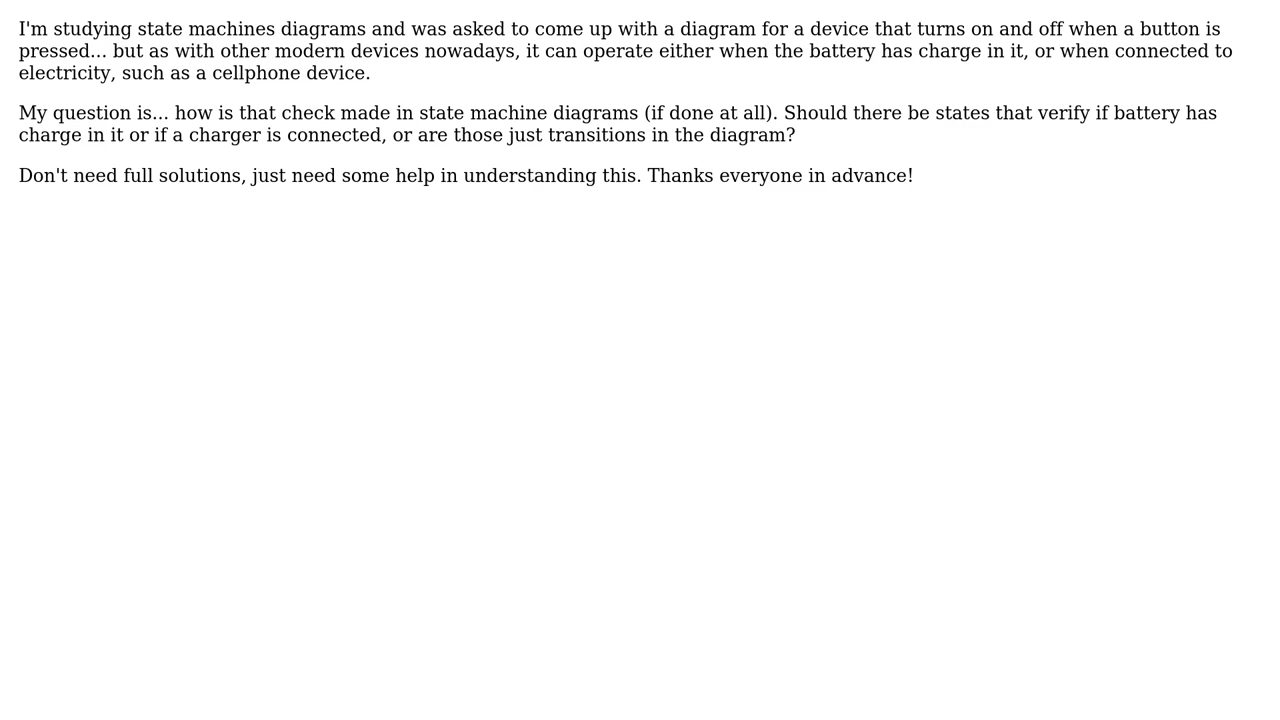 I'm studying state machines diagrams and was asked to come up with a diagram for a device that turns on and off when a button is
pressed... but as with other modern devices nowadays, it can operate either when the battery has charge in it, or when connected to
electricity, such as a cellphone device.
My question is... how is that check made in state machine diagrams (if done at all). Should there be states that verify if battery has
charge in it or if a charger is connected, or are those just transitions in the diagram?
Don't need full solutions, just need some help in understanding this. Thanks everyone in advance!